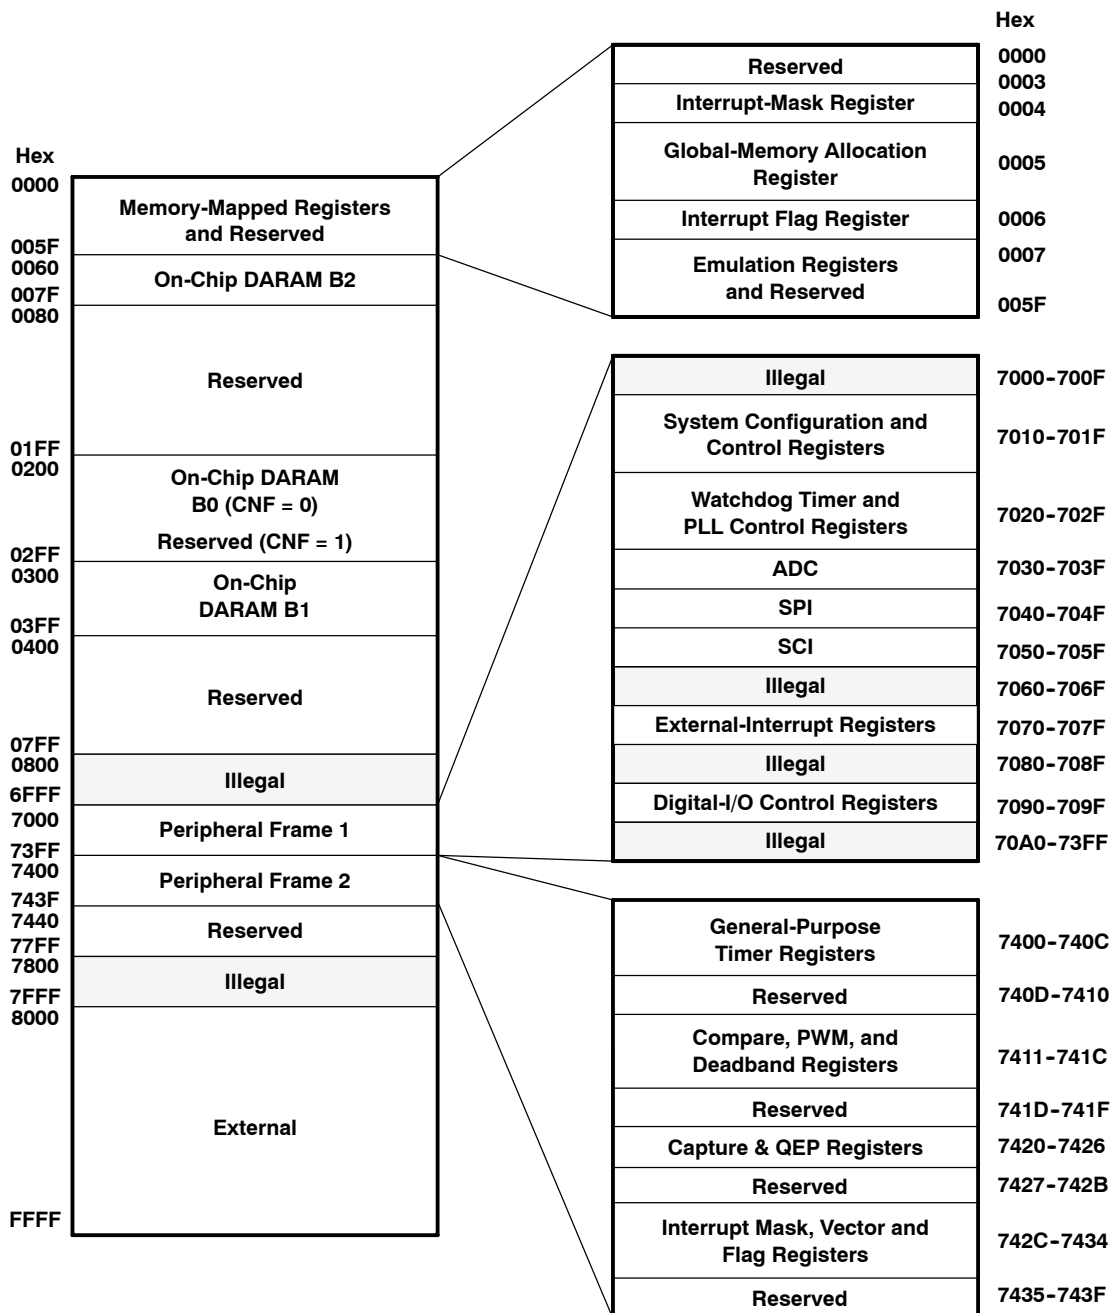 Hex
0000
Memory-Mapped Registers
and Reserved
005F
0060
On-Chip DARAM B2
007F
0080
Reserved
01FF
0200
On-Chip DARAM
B0 (CNF = 0)
Reserved (CNF = 1)
02FF
0300
On-Chip
DARAM B1
03FF
0400
Reserved
07FF
0800
Illegal
6FFF
7000
Peripheral Frame 1
73FF
7400
Peripheral Frame 2
743F
7440
Reserved
77FF
7800
Illegal
7FFF
8000
External
FFFF
Hex
Reserved
0000
0003
Interrupt-Mask Register
0004
Global-Memory Allocation
Register
0005
Interrupt Flag Register
0006
0007
Emulation Registers
and Reserved
005F
Illegal
7000-700F
System Configuration and
Control Registers
7010-701F
Watchdog Timer and
PLL Control Registers
7020-702F
ADC
7030-703F
SPI
7040-704F
SCI
7050-705F
Illegal
7060-706F
External-Interrupt Registers
7070-707F
Illegal
7080-708F
Digital-I/O Control Registers
7090-709F
Illegal
70A0-73FF
General-Purpose
Timer Registers
7400-740C
Reserved
740D-7410
Compare, PWM, and
Deadband Registers
7411-741C
Reserved
741D-741F
Capture & QEP Registers
7420-7426
Reserved
7427-742B
Interrupt Mask, Vector and
Flag Registers
742C-7434
Reserved
7435-743F